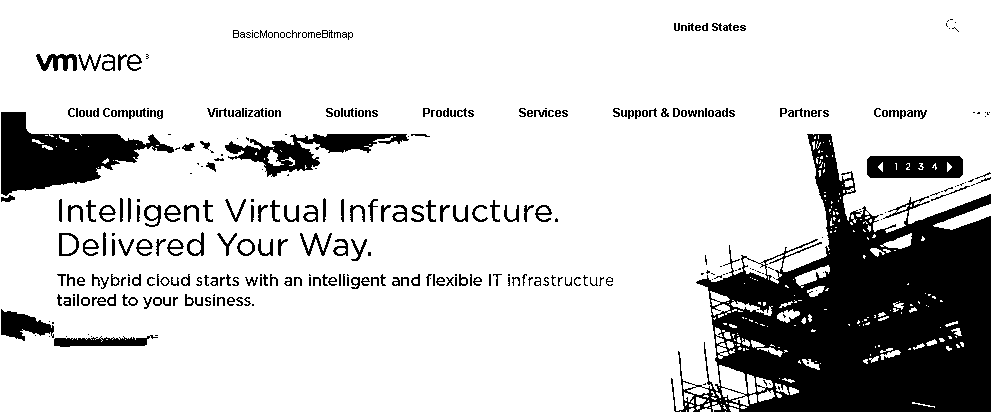 BasicMonochromeBitmap
United States
vmware
Cloud Computing Virtualization Solutions Products Services Support & Downloads Partners Company
1 2 3 4
Intelligent Virtual Infrastructure.
Delivered Your Way.
The hybrid cloud starts with an intelligent and flexible IT infrastructure
tailored to your business.